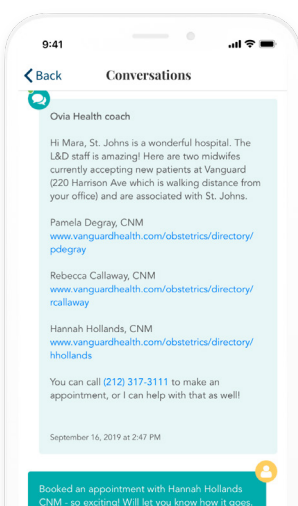 9:41
Back
Conversations
Ovia Health coach
Hi Mara, St. Johns is a wonderful hospital. The
L&D staff is amazing! Here are two midwifes
currently accepting new patients at Vanguard
(220 Harrison Ave which is walking distance from
your office) and are associated with St. Johns.
Pamela Degray, CNM
www.vanguardhealth.com/obstetrics/directory/
pdegray
Rebecca Callaway, CNM
www.vanguardhealth.com/obstetrics/directory/
rcallaway
Hannah Hollands, CNM
www.vanguardhealth.com/obstetrics/directory/
hhollands
You can call (212) 317-3111 to make an
appointment, or I can help with that as well!
September 16, 2019 at 2:47 PM
Booked an appointment with Hannah Hollands
CNM - so exciting! Will let you know how it goes.